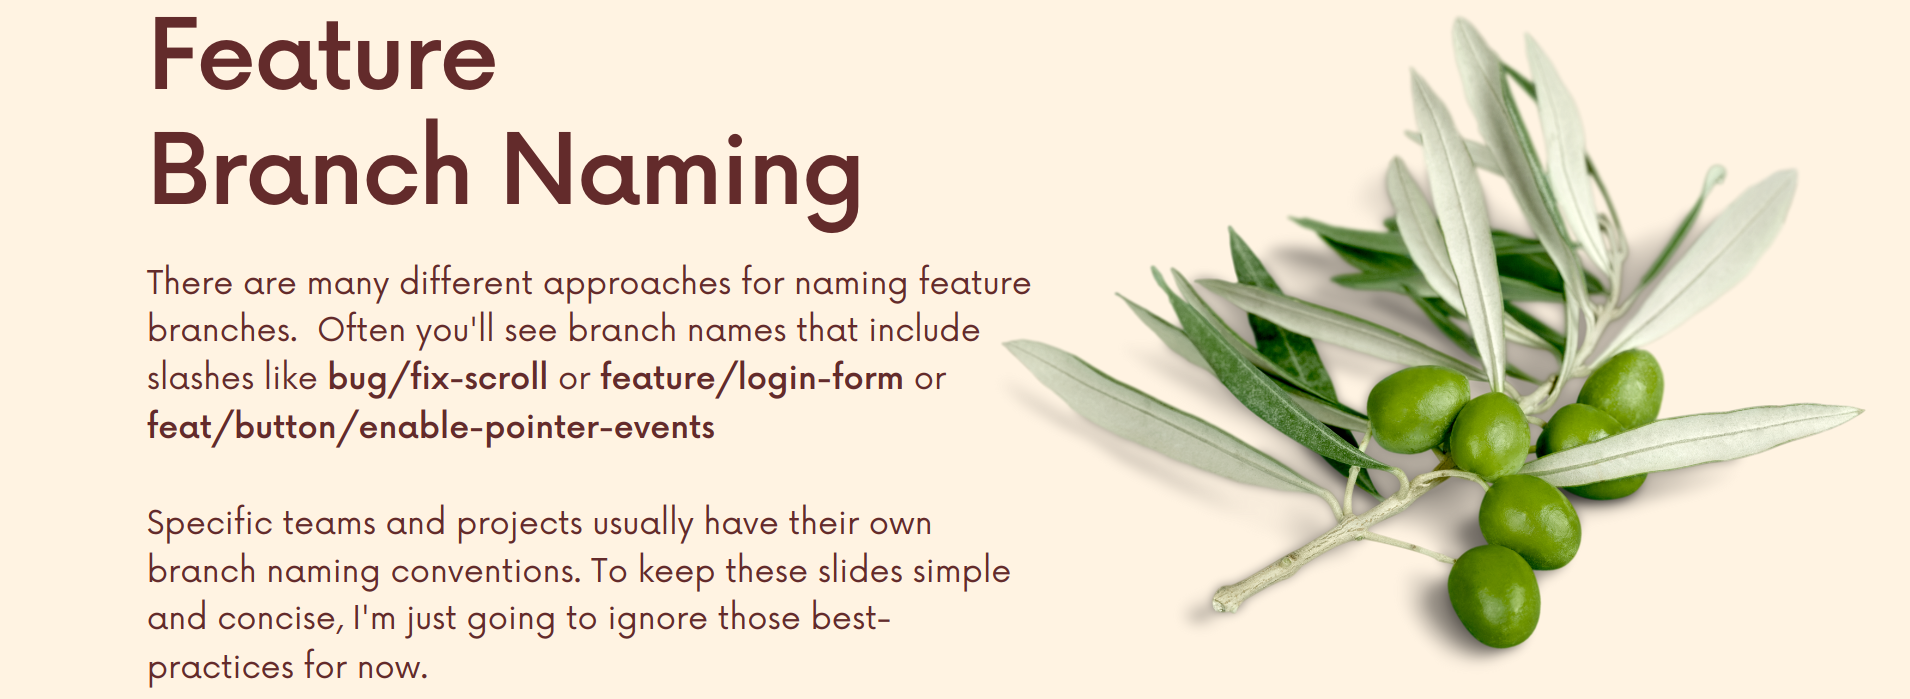 Feature
Branch Naming
There are many different approaches for naming feature
branches.  Often you'll see branch names that include
slashes like bug/fix-scroll or feature/login-form or
feat/button/enable-pointer-events
Specific teams and projects usually have their own
branch naming conventions. To keep these slides simple
and concise, I'm just going to ignore those best-
practices for now.